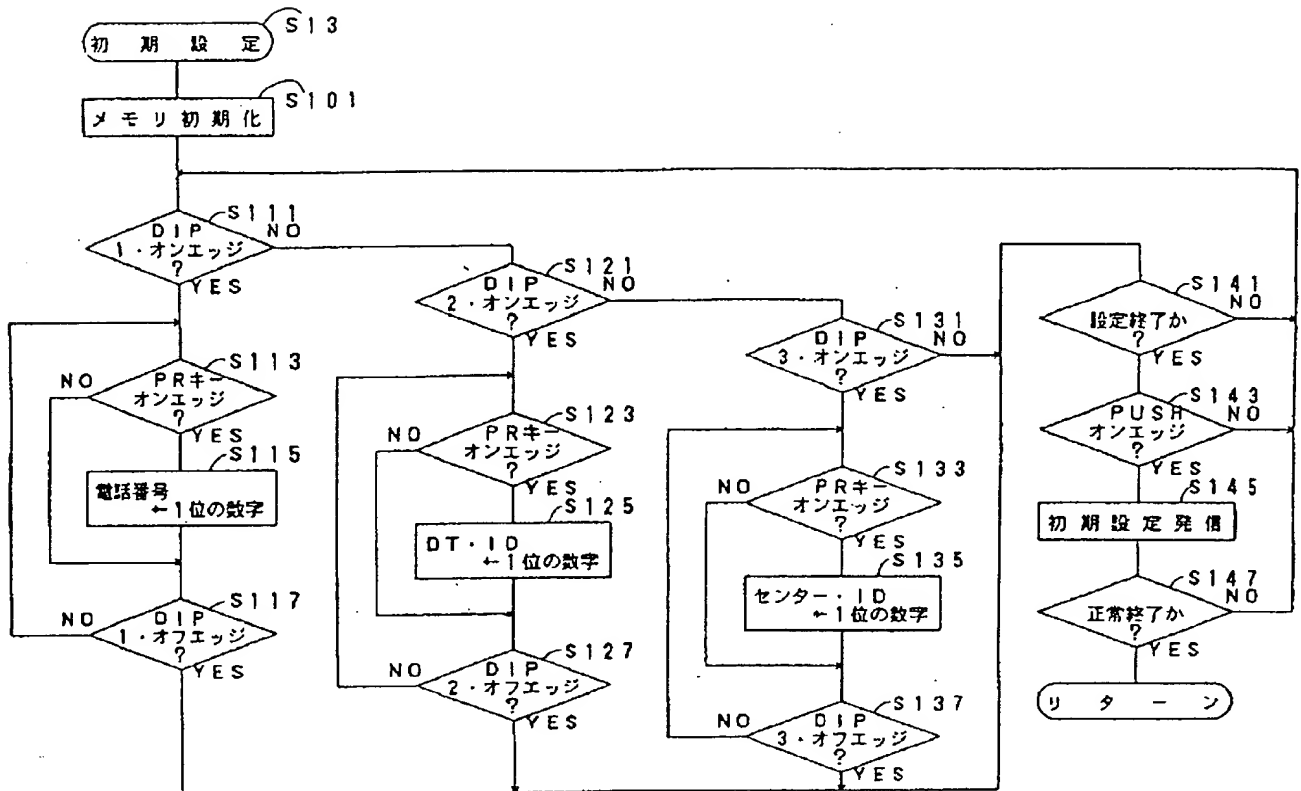 S13
初期設定
S101
メモリ初期化
S111
DIP
1・オンエッジ
?
NO
YES
S113
PRキー
オンエッジ
?
NO
YES
S115
電話番号
←1位の数字
S117
DIP
1・オフエッジ
?
NO
YES
S121
DIP
2・オンエッジ
?
NO
YES
S123
PRキー
オンエッジ
?
NO
YES
S125
DT・ID
←1位の数字
S127
DIP
2・オフエッジ
?
NO
YES
S131
DIP
3・オンエッジ
?
NO
YES
S133
PRキー
オンエッジ
?
NO
YES
S135
センター・ID
←1位の数字
S137
DIP
3・オフエッジ
?
NO
YES
S141
設定終了か
?
NO
YES
S143
PUSH
オンエッジ
?
NO
YES
S145
初期設定発信
S147
正常終了か
?
NO
YES
リターン